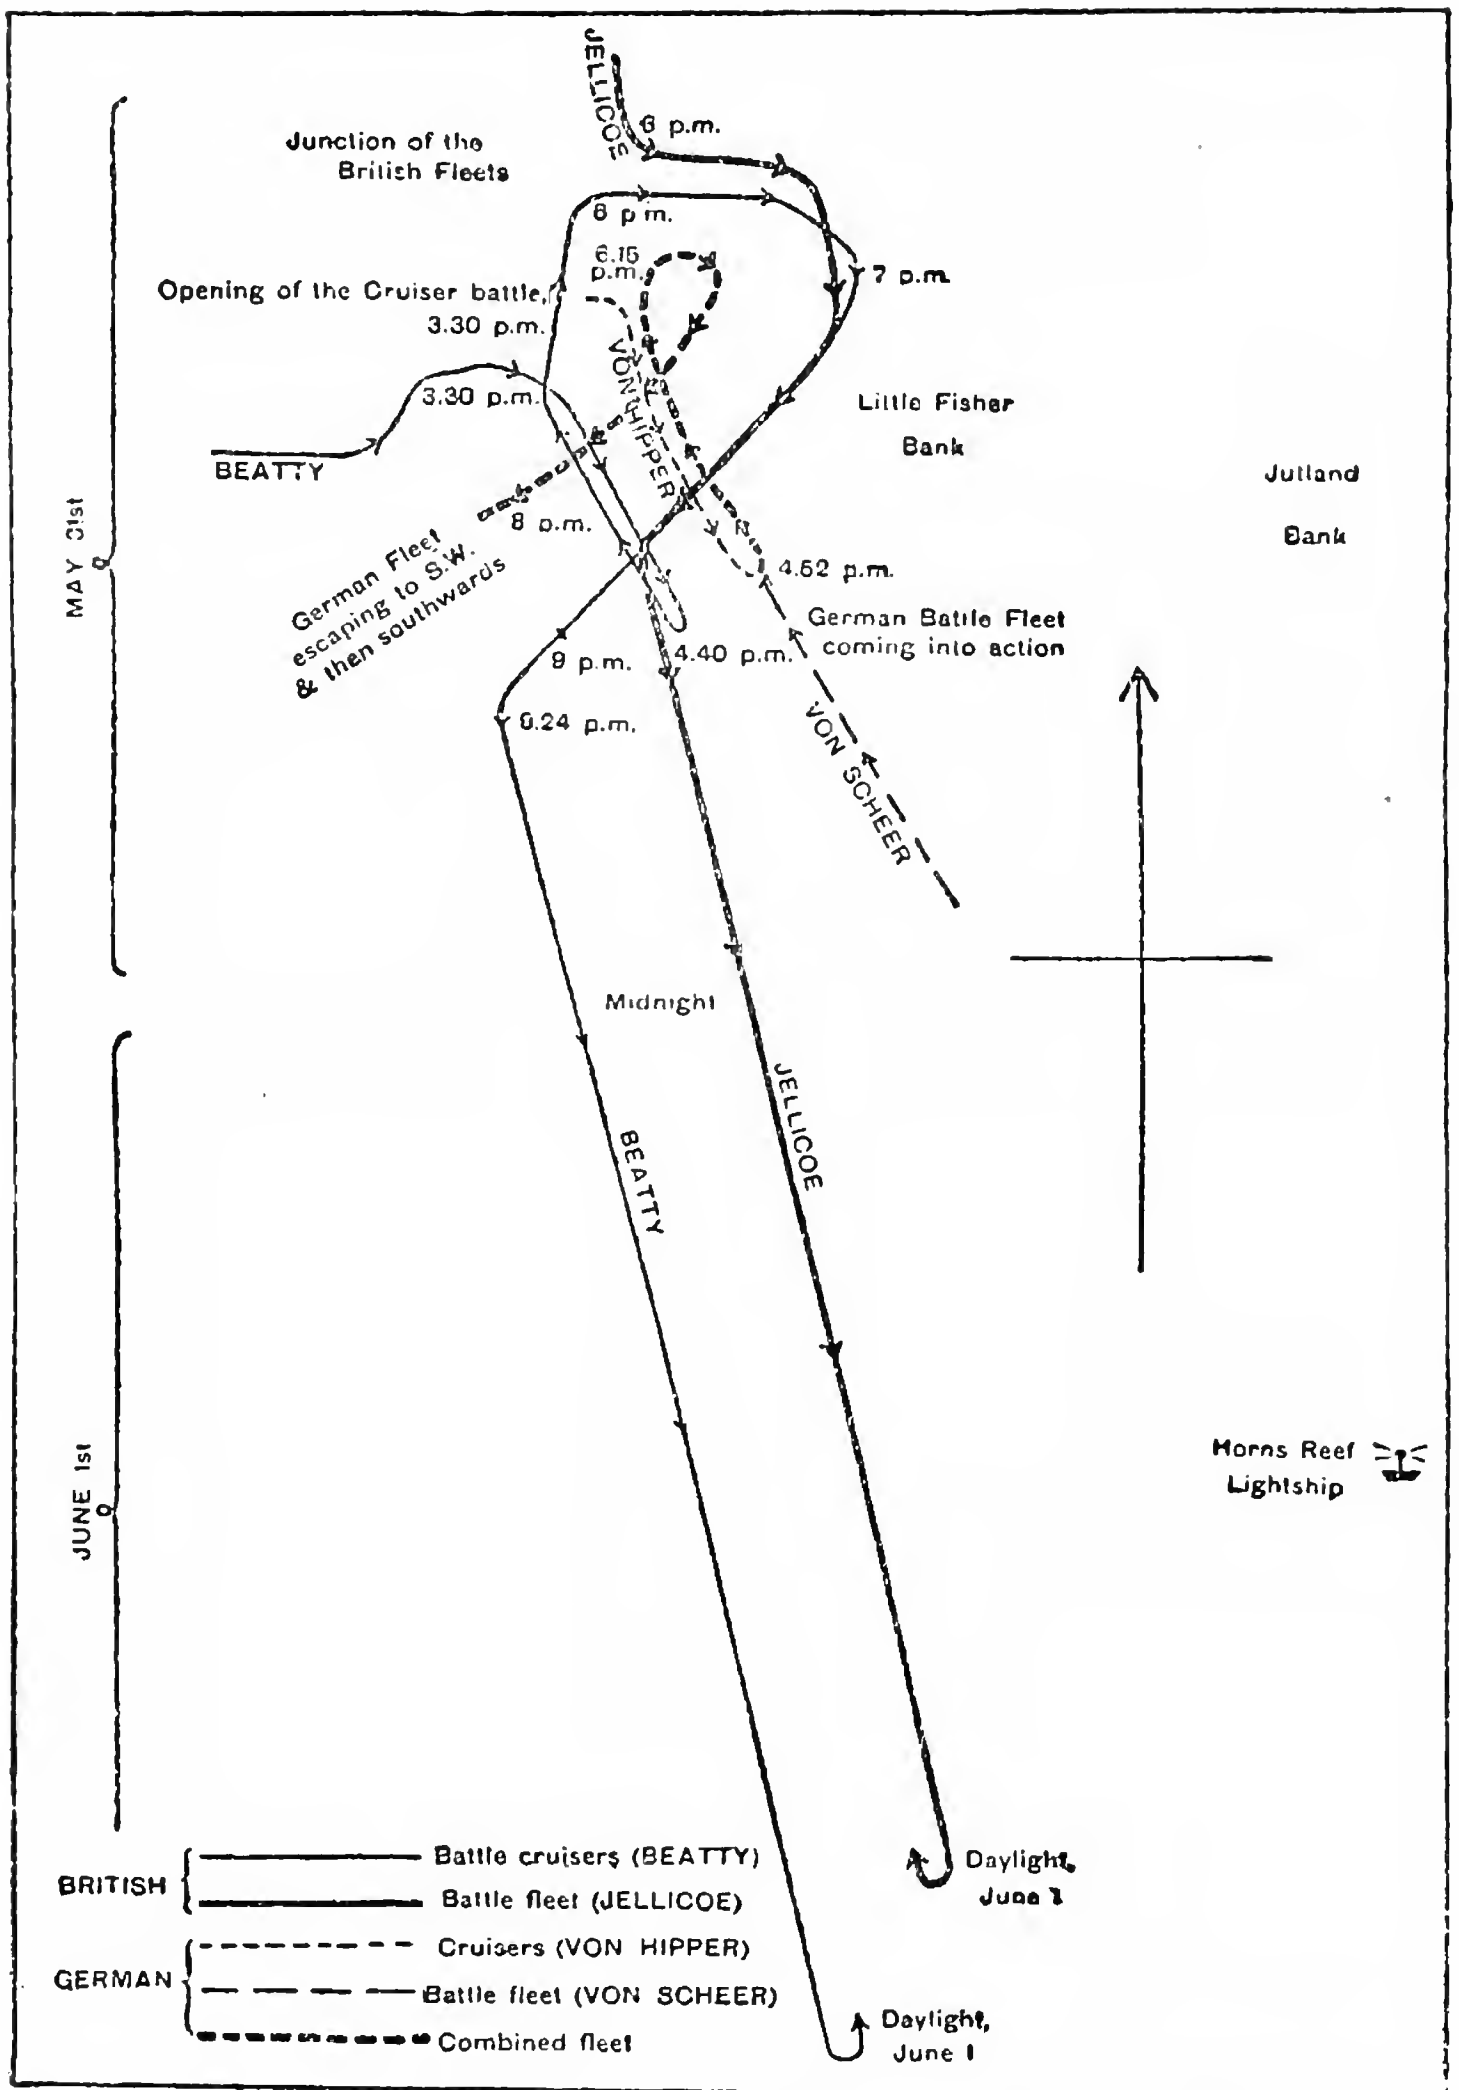 JELLICOE
6 p.m.
Junction of the
British Fleets
6 p m.
6.15
p.m.
7 p.m.
Opening of the Cruiser battle,
3.30 p.m.
3.30 p.m.
BEATTY
VON HIPPER
Little Fisher
Bank
Jutland
Bank
8 p.m.
German Fleet
escaping to S.W.
& then southwards
4.52 p.m.
German Battle Fleet
coming into action
4.40 p.m.
9 p.m.
9.24 p.m.
VON SCHEER
MAY 31st
Midnight
JELLICOE
BEATTY
JUNE 1st
Horns Reef
Lightship
Daylight,
June 1
BRITISH
Battle cruisers (BEATTY)
Battle fleet (JELLICOE)
GERMAN
Cruisers (VON HIPPER)
Battle fleet (VON SCHEER)
Combined fleet
Daylight,
June 1